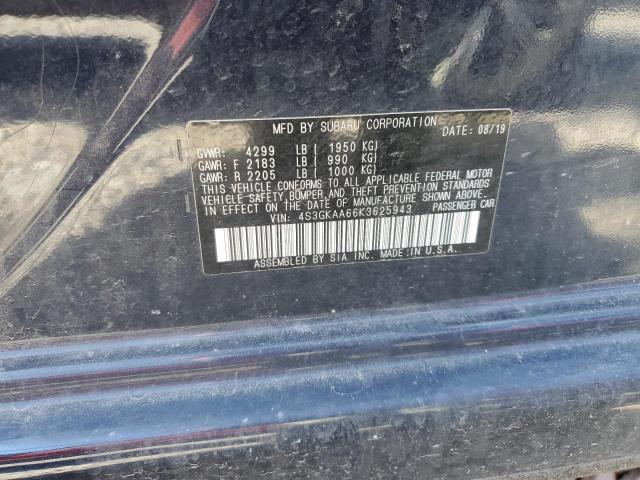 MFD BY SUBARU CORPORATION
DATE: 08/19
GVWR: 4299 LB ( 1950 KG)
GAWR: F 2183 LB ( 990 KG)
GAWR: R 2205 LB ( 1000 KG)
THIS VEHICLE CONFORMS TO ALL APPLICABLE FEDERAL MOTOR
VEHICLE SAFETY, BUMPER, AND THEFT PREVENTION STANDARDS
IN EFFECT ON THE DATE OF MANUFACTURE SHOWN ABOVE.
VIN: 4S3GKAA66K3625943 PASSENGER CAR
ASSEMBLED BY SIA INC. MADE IN U.S.A.